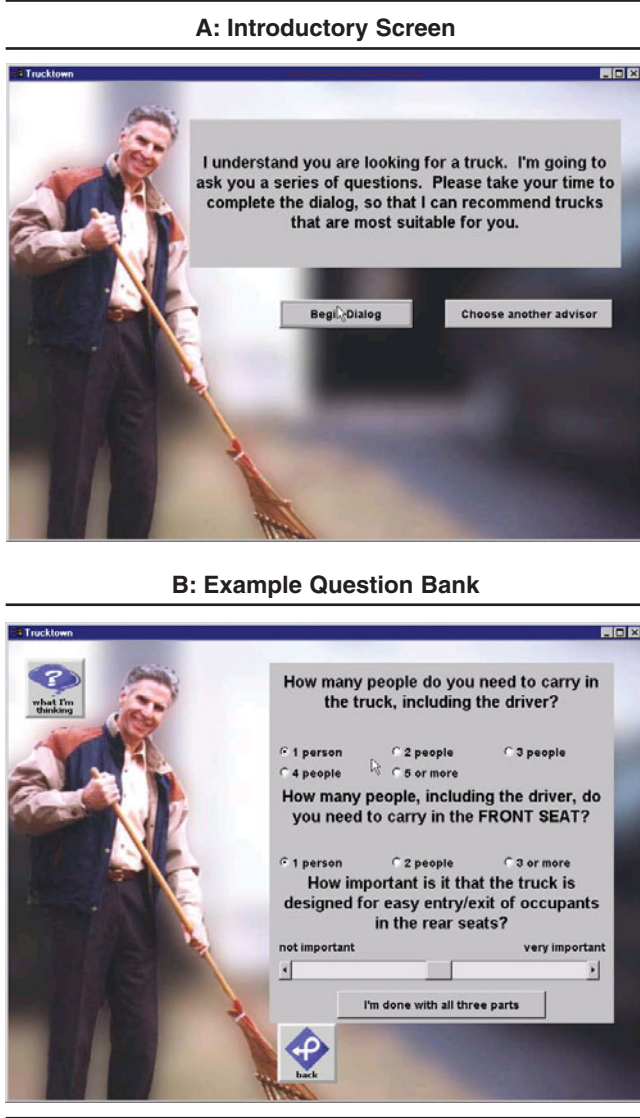 A: Introductory Screen
Trucktown
I understand you are looking for a truck. I'm going to
ask you a series of questions. Please take your time to
complete the dialog, so that I can recommend trucks
that are most suitable for you.
Begin Dialog
Choose another advisor
B: Example Question Bank
Trucktown
what I'm
thinking
How many people do you need to carry in
the truck, including the driver?
1 person 2 people 3 people
4 people 5 or more
How many people, including the driver, do
you need to carry in the FRONT SEAT?
1 person 2 people 3 or more
How important is it that the truck is
designed for easy entry/exit of occupants
in the rear seats?
not important very important
I'm done with all three parts
back